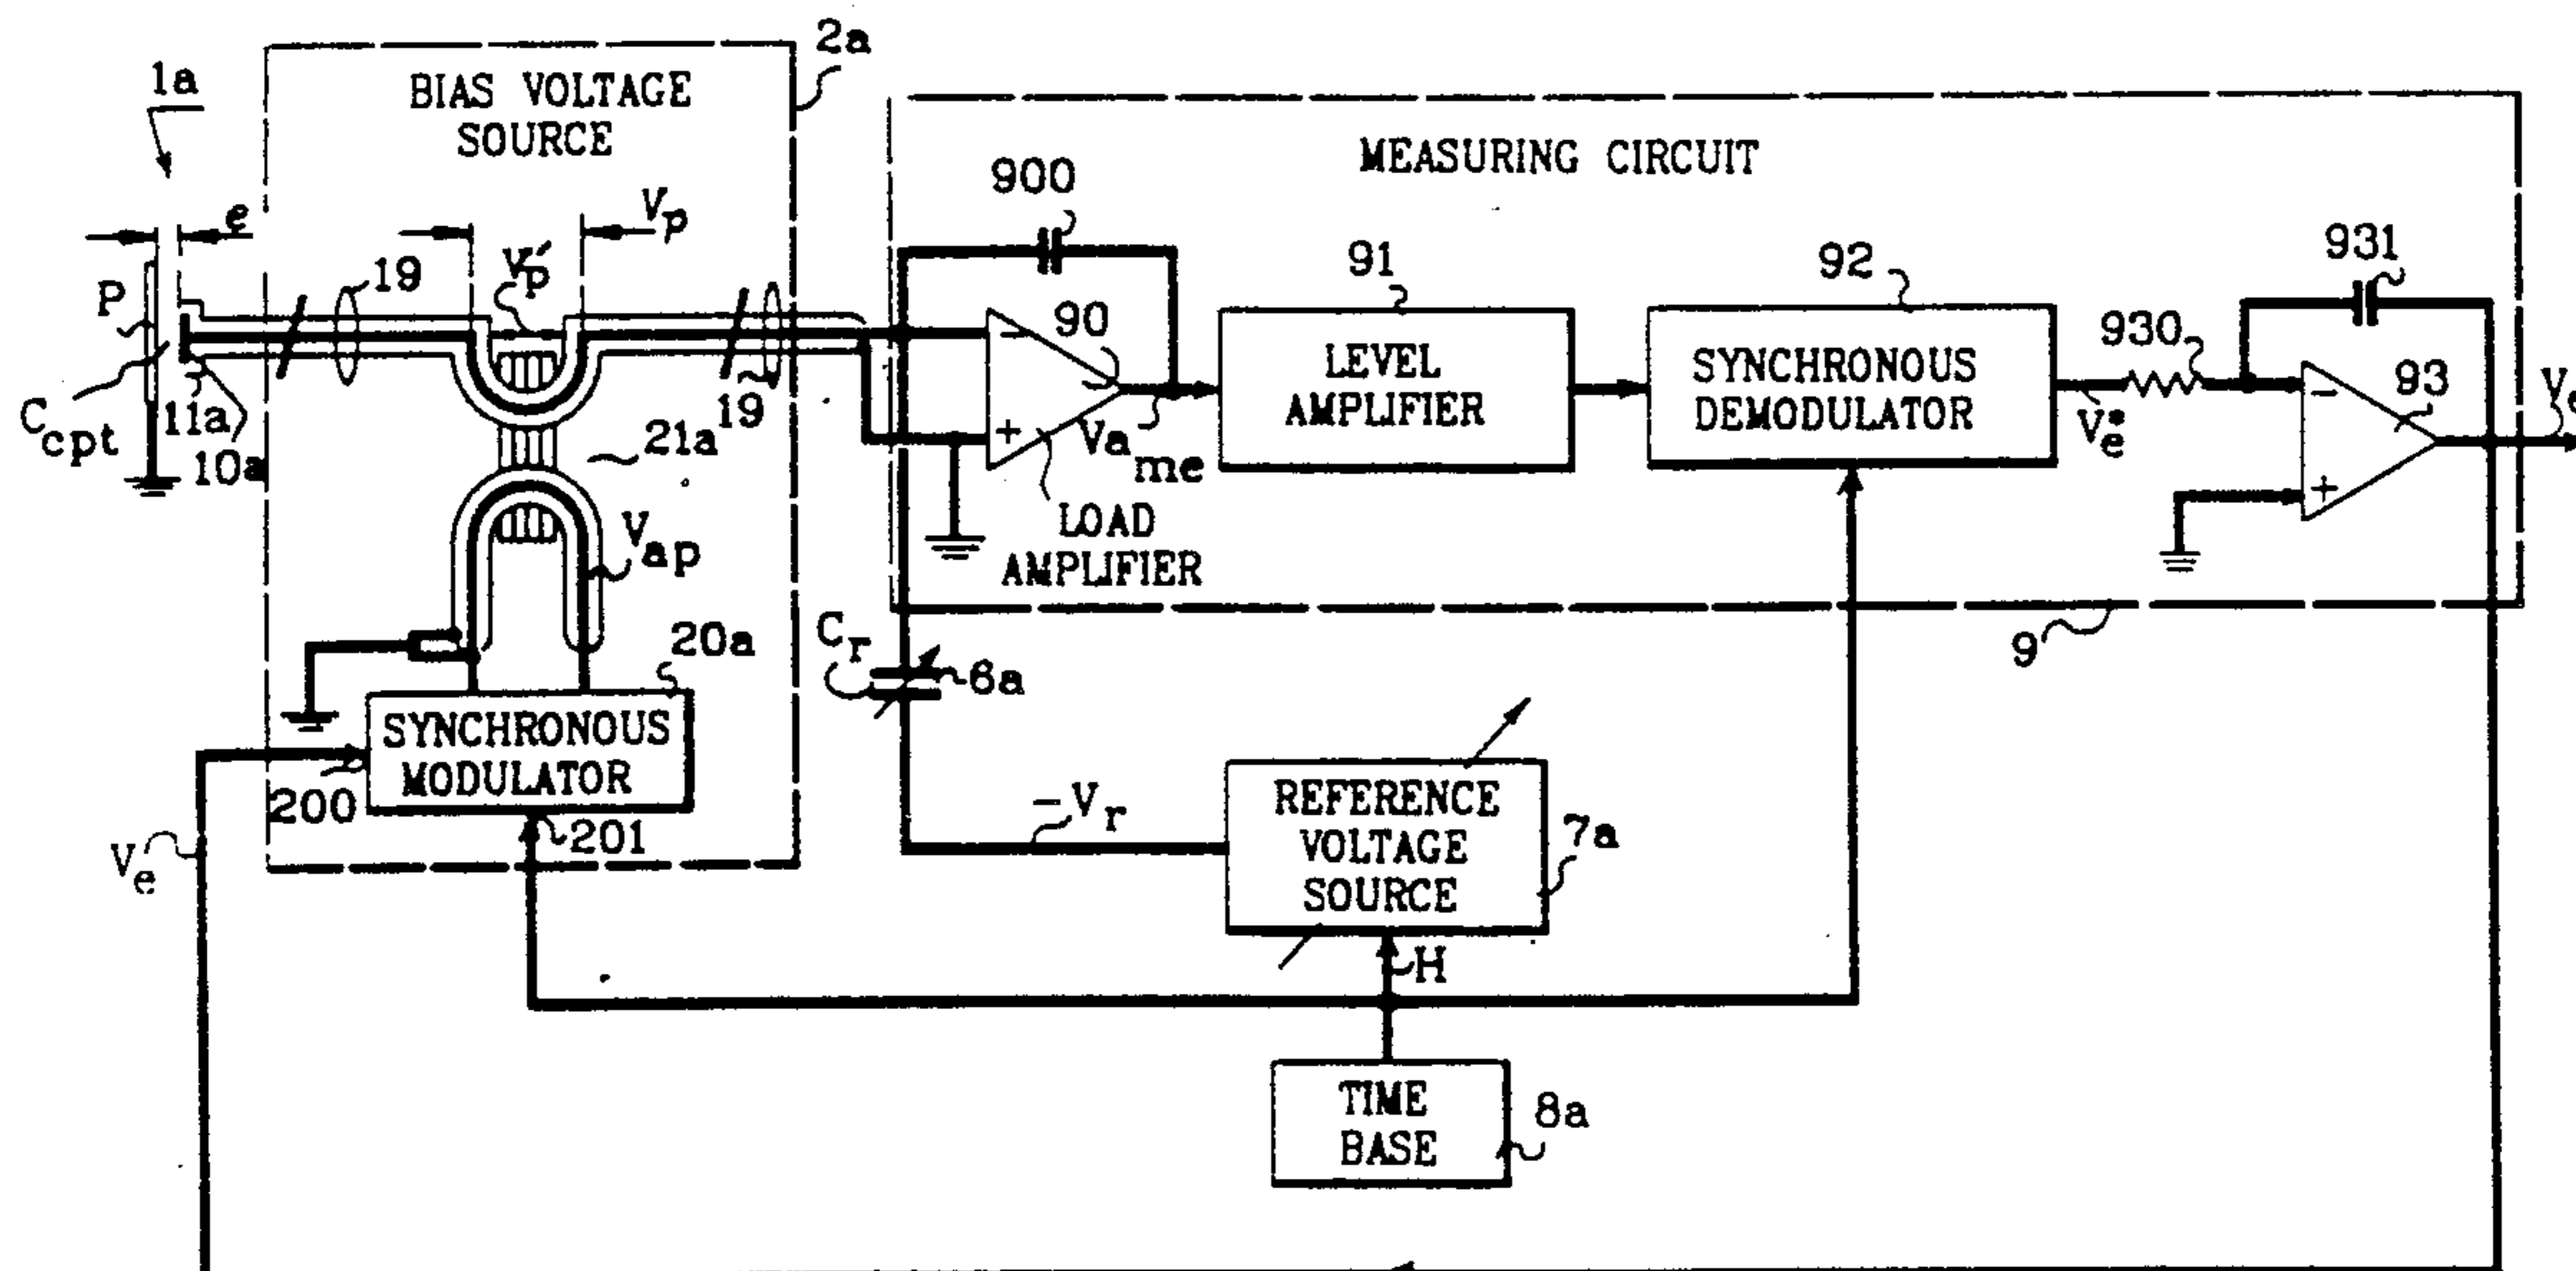 1a
2a
BIAS VOLTAGE
SOURCE
MEASURING CIRCUIT
e
Vp
V'p
900
P
19
19
90
91
92
930
931
93
Ccpt
11a
10a
21a
Vap
−
+
Vame
LOAD
AMPLIFIER
LEVEL
AMPLIFIER
SYNCHRONOUS
DEMODULATOR
−
+
20a
SYNCHRONOUS
MODULATOR
200
201
Ve
Cr
6a
9
−Vr
REFERENCE
VOLTAGE
SOURCE
7a
H
TIME
BASE
8a